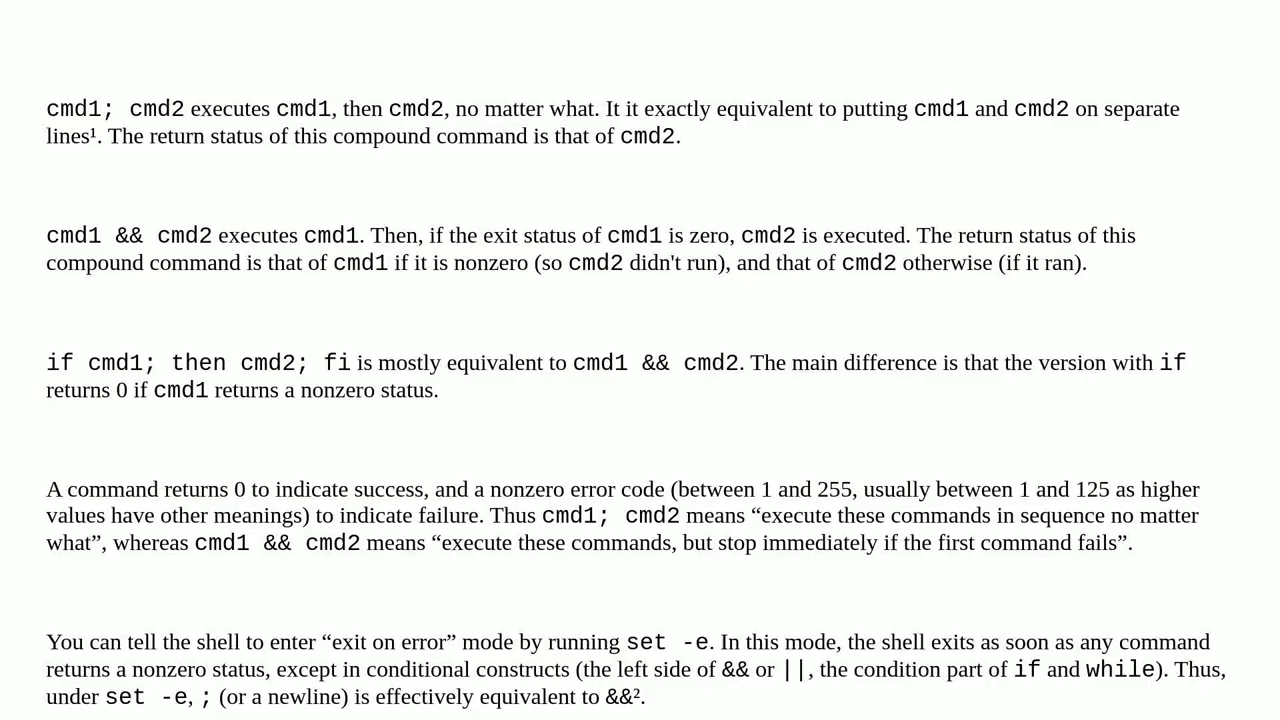 cmd1; cmd2 executes cmd1, then cmd2, no matter what. It it exactly equivalent to putting cmd1 and cmd2 on separate
lines¹. The return status of this compound command is that of cmd2.
cmd1 && cmd2 executes cmd1. Then, if the exit status of cmd1 is zero, cmd2 is executed. The return status of this
compound command is that of cmd1 if it is nonzero (so cmd2 didn't run), and that of cmd2 otherwise (if it ran).
if cmd1; then cmd2; fi is mostly equivalent to cmd1 && cmd2. The main difference is that the version with if
returns 0 if cmd1 returns a nonzero status.
A command returns 0 to indicate success, and a nonzero error code (between 1 and 255, usually between 1 and 125 as higher
values have other meanings) to indicate failure. Thus cmd1; cmd2 means “execute these commands in sequence no matter
what”, whereas cmd1 && cmd2 means “execute these commands, but stop immediately if the first command fails”.
You can tell the shell to enter “exit on error” mode by running set -e. In this mode, the shell exits as soon as any command
returns a nonzero status, except in conditional constructs (the left side of && or ||, the condition part of if and while). Thus,
under set -e, ; (or a newline) is effectively equivalent to &&².